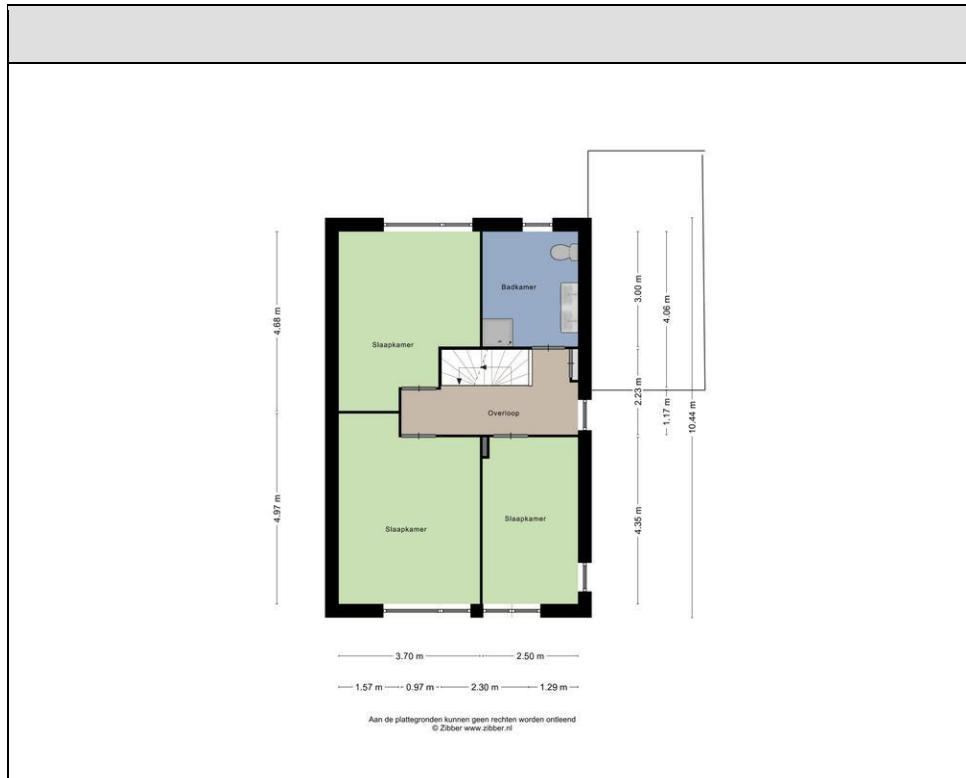 Badkamer
Slaapkamer
Overloop
Slaapkamer
Slaapkamer
4.68 m
4.97 m
3.00 m
4.06 m
2.23 m
1.17 m
10.44 m
4.35 m
3.70 m
2.50 m
1.57 m
0.97 m
2.30 m
1.29 m
Aan de plattegronden kunnen geen rechten worden ontleend
© Zibber www.zibber.nl